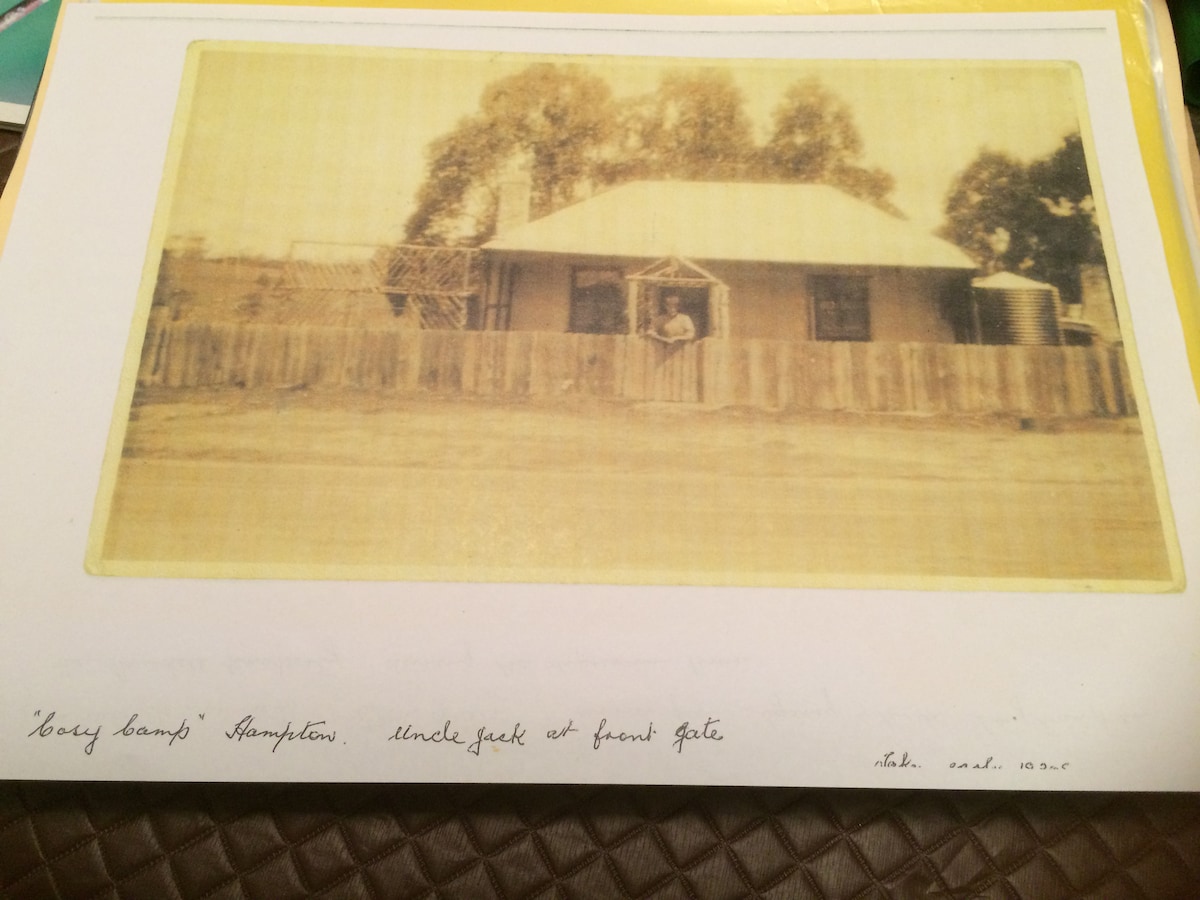 "Cosy Camp" Hampton. Uncle Jack at front gate